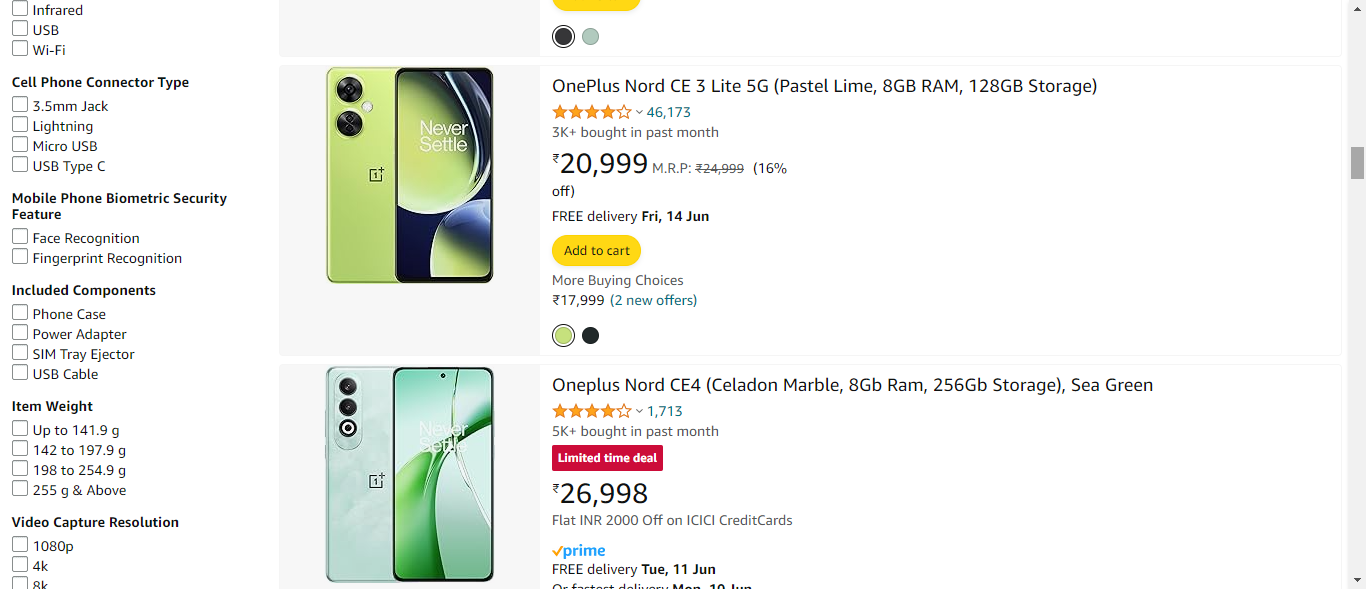 Infrared
USB
Wi-Fi
Cell Phone Connector Type
3.5mm Jack
Lightning
Micro USB
USB Type C
Mobile Phone Biometric Security
Feature
Face Recognition
Fingerprint Recognition
Included Components
Phone Case
Power Adapter
SIM Tray Ejector
USB Cable
Item Weight
Up to 141.9 g
142 to 197.9 g
198 to 254.9 g
255 g & Above
Video Capture Resolution
1080p
4k
8k
Never
Settle
OnePlus Nord CE 3 Lite 5G (Pastel Lime, 8GB RAM, 128GB Storage)
46,173
3K+ bought in past month
₹20,999 M.R.P: ₹24,999 (16%
off)
FREE delivery Fri, 14 Jun
Add to cart
More Buying Choices
₹17,999 (2 new offers)
Never
Settle
Oneplus Nord CE4 (Celadon Marble, 8Gb Ram, 256Gb Storage), Sea Green
1,713
5K+ bought in past month
Limited time deal
₹26,998
Flat INR 2000 Off on ICICI CreditCards
prime
FREE delivery Tue, 11 Jun
Or fastest delivery Mon, 10 Jun